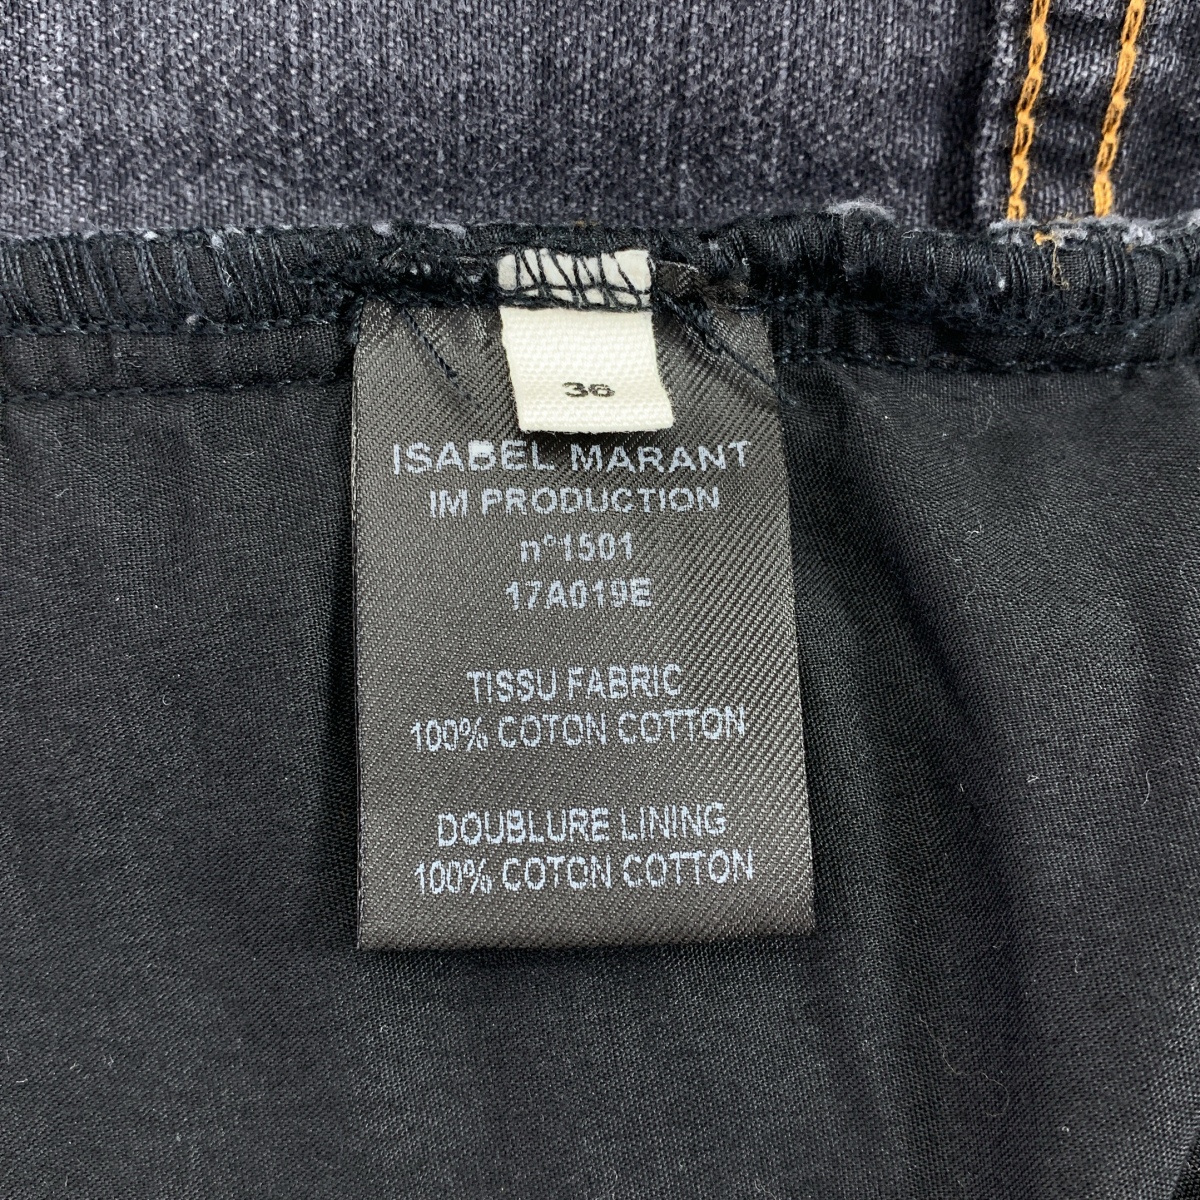 36
ISABEL MARANT
IM PRODUCTION
n°1501
17A019E
TISSU FABRIC
100% COTON COTTON
DOUBLURE LINING
100% COTON COTTON